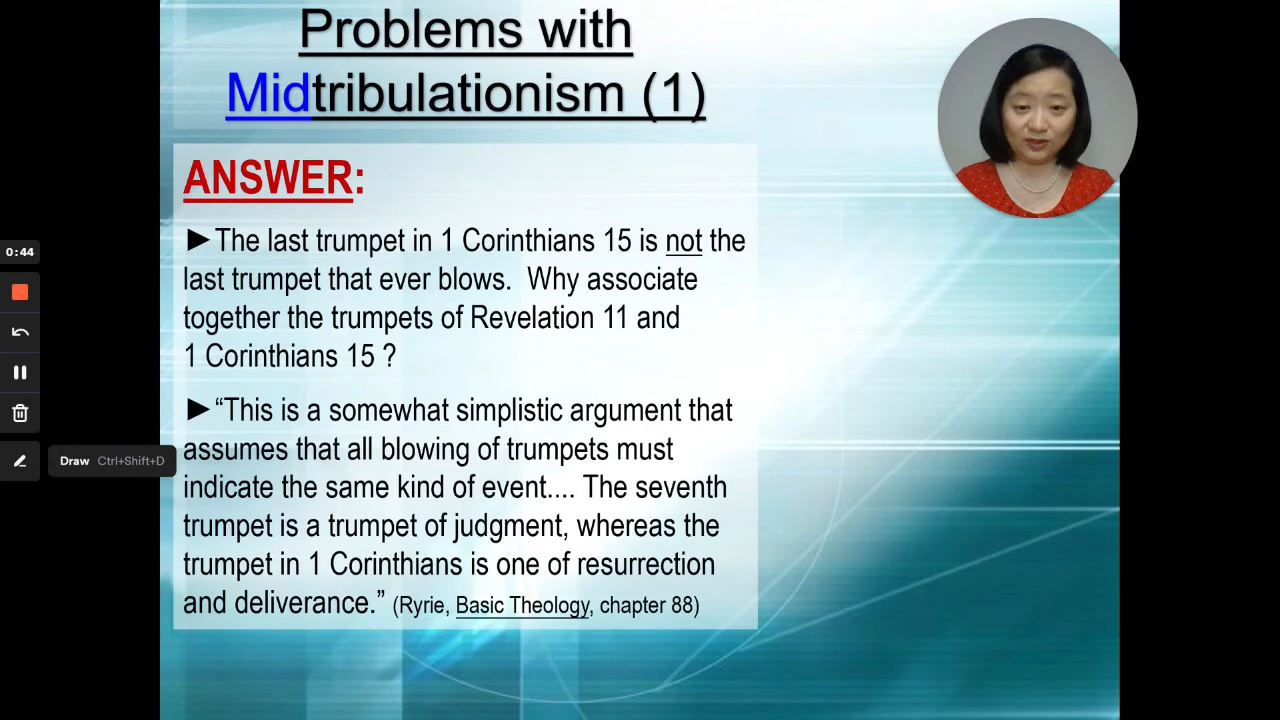 Problems with
Midtribulationism (1)
ANSWER:
►The last trumpet in 1 Corinthians 15 is not the
last trumpet that ever blows.  Why associate
together the trumpets of Revelation 11 and
1 Corinthians 15 ?
►“This is a somewhat simplistic argument that
assumes that all blowing of trumpets must
indicate the same kind of event.... The seventh
trumpet is a trumpet of judgment, whereas the
trumpet in 1 Corinthians is one of resurrection
and deliverance.” (Ryrie, Basic Theology, chapter 88)
0:44
Draw Ctrl+Shift+D